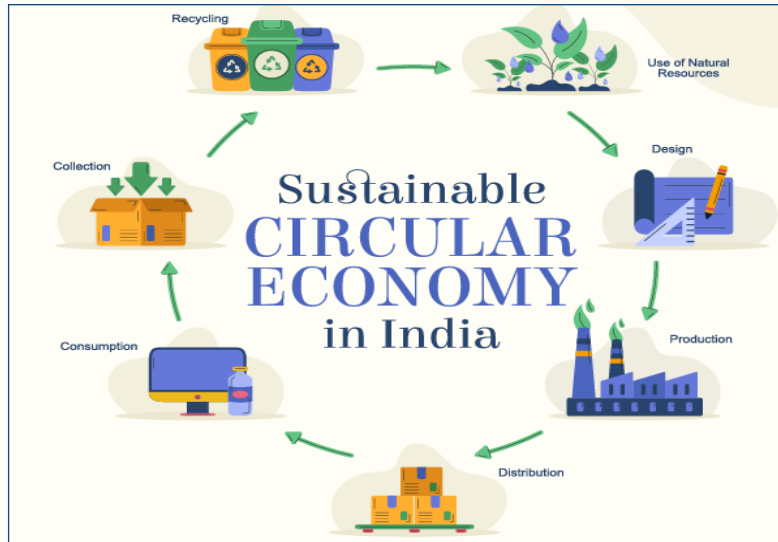 Recycling
Use of Natural
Resources
Design
Production
Distribution
Consumption
Collection
Sustainable
CIRCULAR
ECONOMY
in India